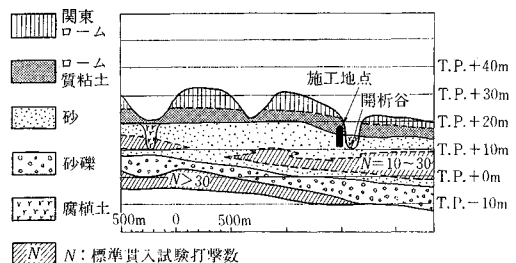 関東
ローム
ローム
質粘土
砂
砂礫
腐植土
N：標準貫入試験打撃数
N
施工地点
開析谷
T.P.+40m
T.P.+30m
T.P.+20m
T.P.+10m
T.P.+0m
T.P.-10m
N=10~30
N>30
500m
0
500m